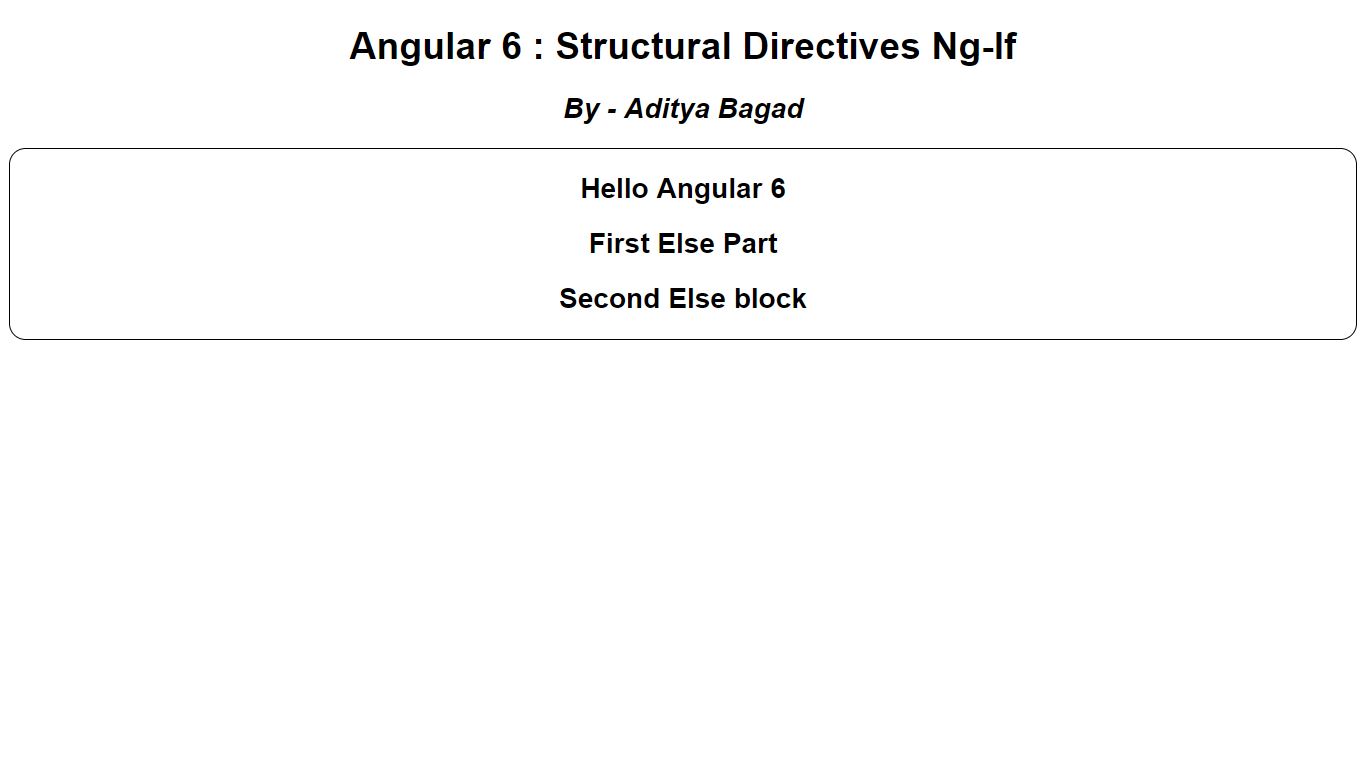 Angular 6 : Structural Directives Ng-If
By - Aditya Bagad
Hello Angular 6
First Else Part
Second Else block